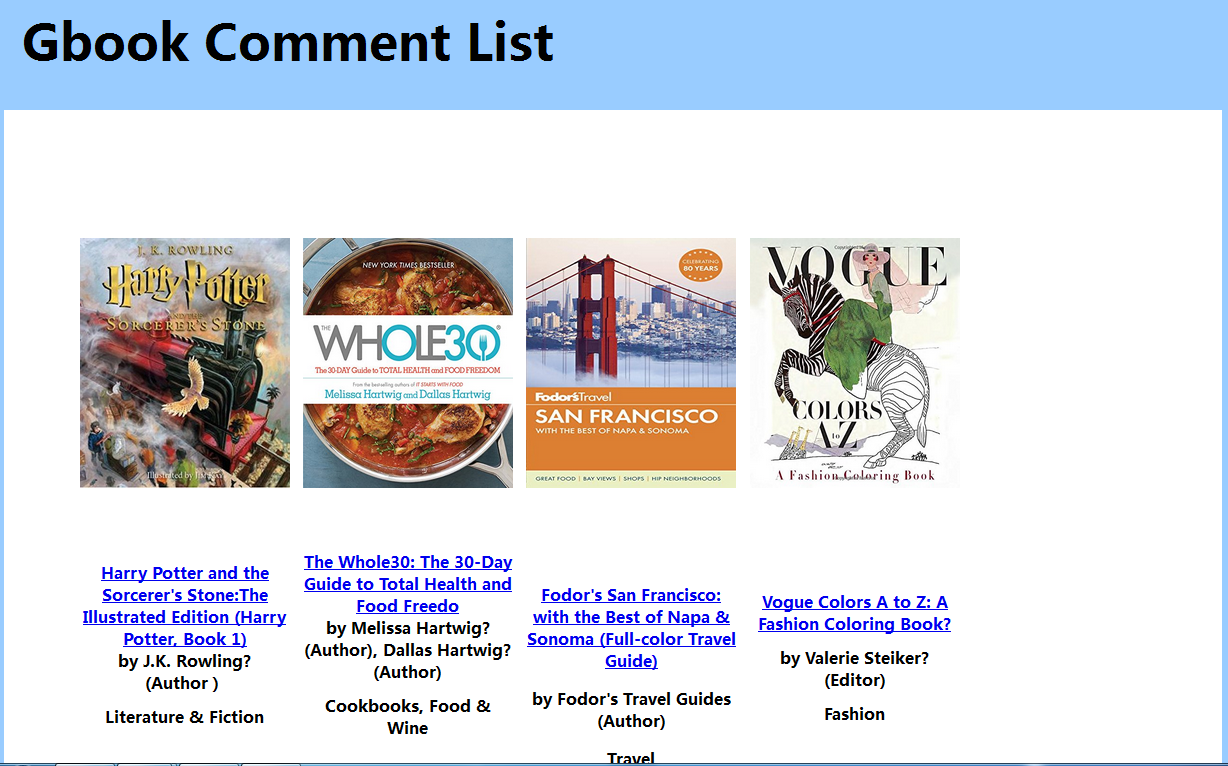 Gbook Comment List
J. K. ROWLING
Harry Potter
AND THE
SORCERER'S STONE
Illustrated by Jim Kay
NEW YORK TIMES BESTSELLER
THE
WHOLE30®
The 30-DAY Guide to TOTAL HEALTH and FOOD FREEDOM
From the bestselling authors of IT STARTS WITH FOOD
Melissa Hartwig and Dallas Hartwig
CELEBRATING
80 YEARS
Fodor's Travel
SAN FRANCISCO
WITH THE BEST OF NAPA & SONOMA
GREAT FOOD | BAY VIEWS | SHOPS | HIP NEIGHBORHOODS
VOGUE
COLORS
to
A Z
A Fashion Coloring Book
Harry Potter and the
Sorcerer's Stone:The
Illustrated Edition (Harry
Potter, Book 1)
by J.K. Rowling?
(Author )
Literature & Fiction
The Whole30: The 30-Day
Guide to Total Health and
Food Freedo
by Melissa Hartwig?
(Author), Dallas Hartwig?
(Author)
Cookbooks, Food &
Wine
Fodor's San Francisco:
with the Best of Napa &
Sonoma (Full-color Travel
Guide)
by Fodor's Travel Guides
(Author)
Travel
Vogue Colors A to Z: A
Fashion Coloring Book?
by Valerie Steiker?
(Editor)
Fashion